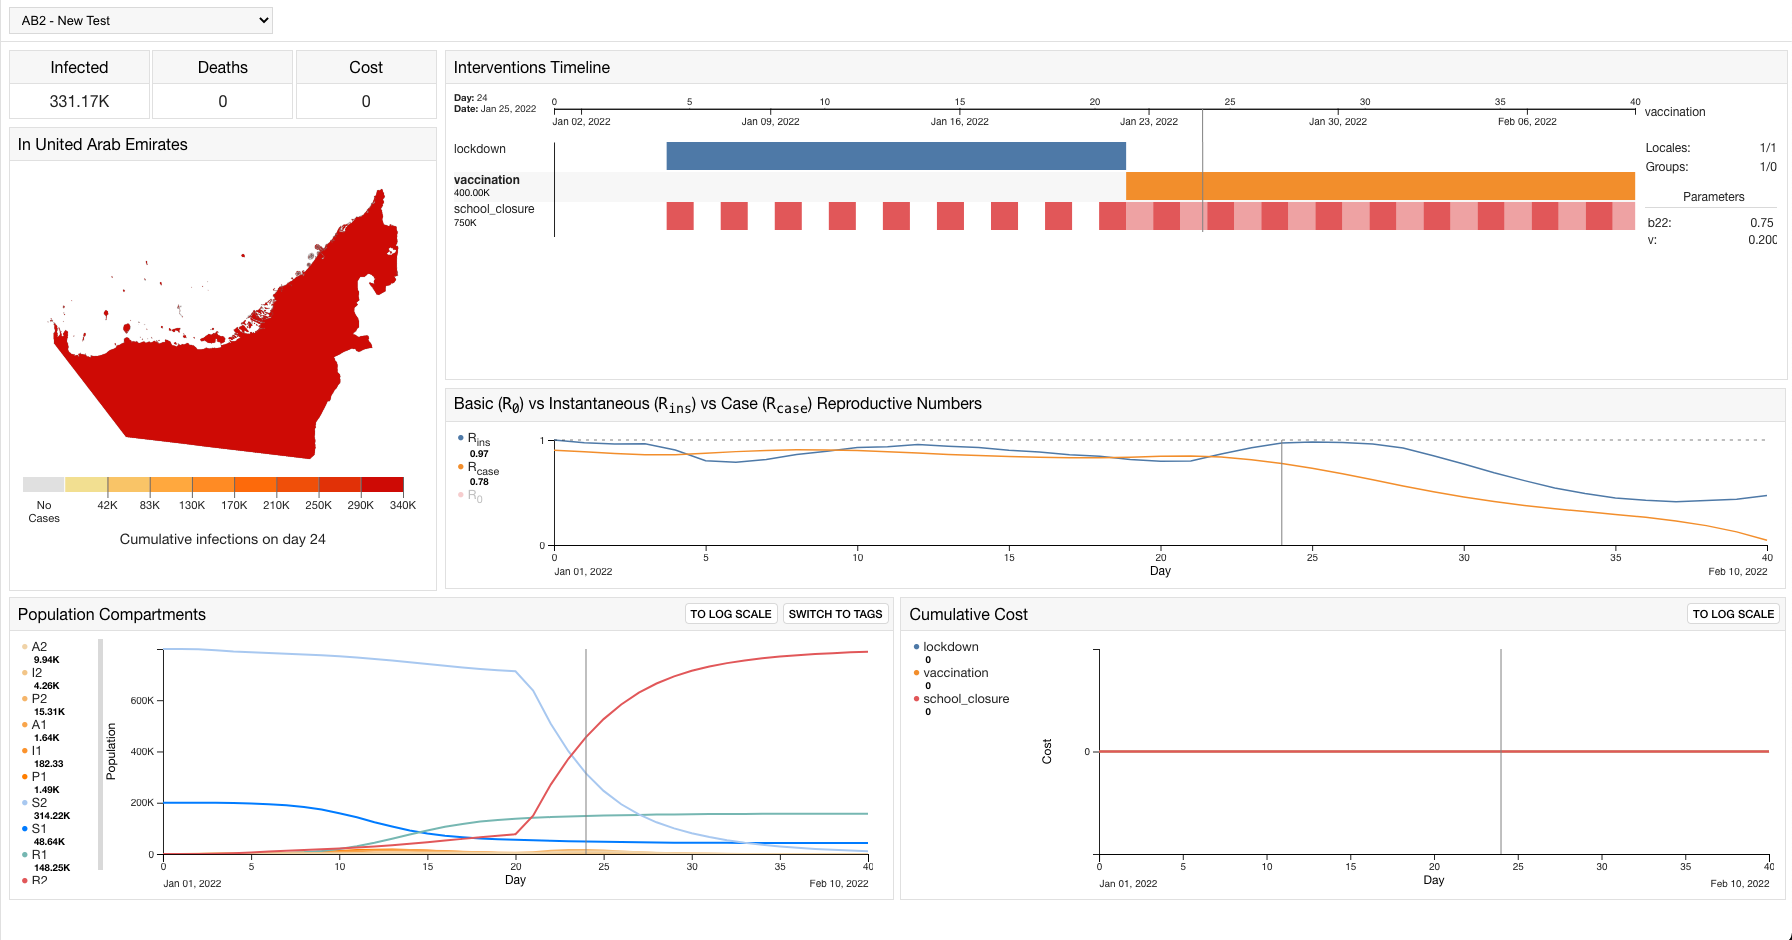 AB2 - New Test
Infected
Deaths
Cost
331.17K
0
0
In United Arab Emirates
No Cases
42K 83K 130K 170K 210K 250K 290K 340K
Cumulative infections on day 24
Interventions Timeline
Day: 24
Date: Jan 25, 2022
0 5 10 15 20 25 30 35 40
Jan 02, 2022 Jan 09, 2022 Jan 16, 2022 Jan 23, 2022 Jan 30, 2022 Feb 06, 2022
lockdown
vaccination
400.00K
school_closure
750K
vaccination
Locales: 1/1
Groups: 1/0
Parameters
b22: 0.75
v: 0.200
Basic (R0) vs Instantaneous (Rins) vs Case (Rcase) Reproductive Numbers
Rins
0.97
Rcase
0.78
R0
1
0
0 5 10 15 20 25 30 35 40
Jan 01, 2022 Day Feb 10, 2022
Population Compartments
TO LOG SCALE
SWITCH TO TAGS
A2
9.94K
I2
4.26K
P2
15.31K
A1
1.64K
I1
182.33
P1
1.49K
S2
314.22K
S1
48.64K
R1
148.25K
R2
Population
600K
400K
200K
0
0 5 10 15 20 25 30 35 40
Jan 01, 2022 Day Feb 10, 2022
Cumulative Cost
TO LOG SCALE
lockdown
0
vaccination
0
school_closure
0
Cost
0
0 5 10 15 20 25 30 35 40
Jan 01, 2022 Day Feb 10, 2022